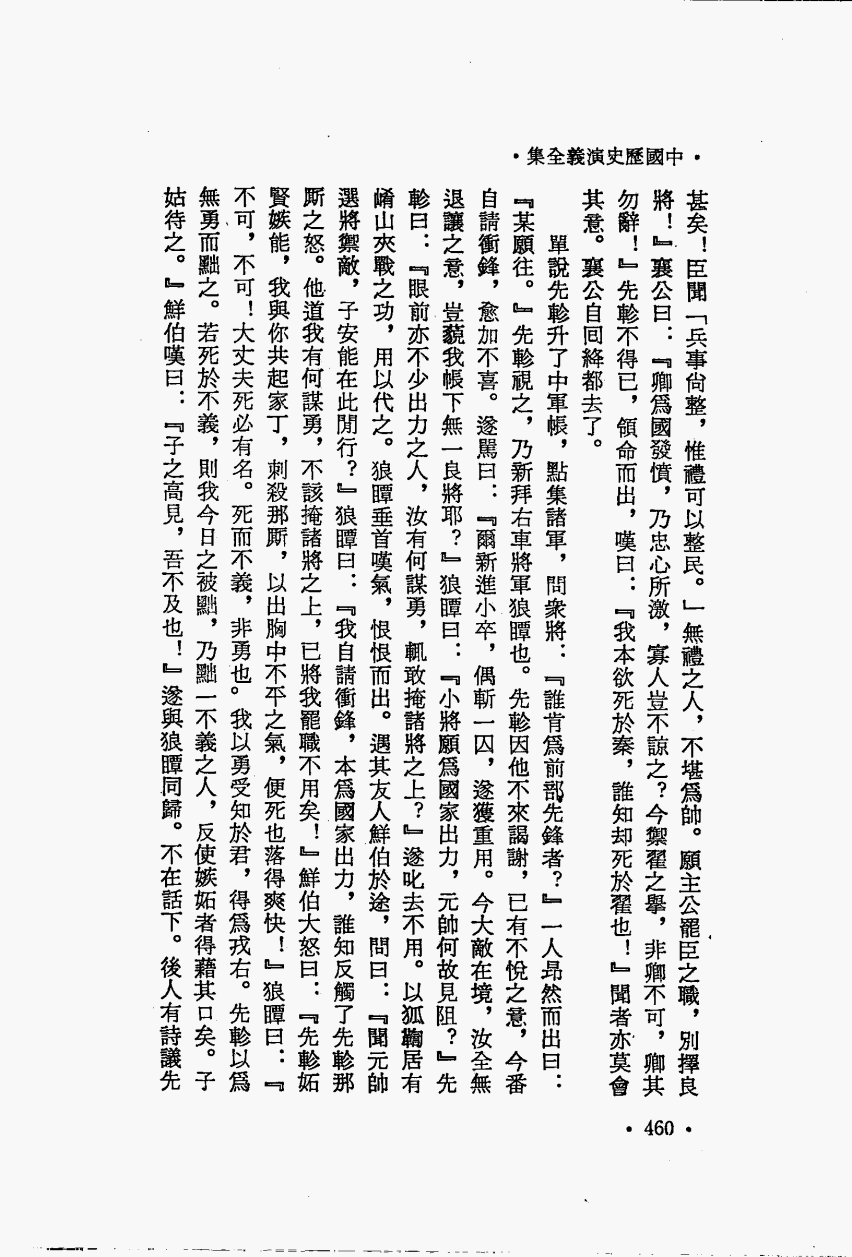 •中國歷史演義全集•
甚矣！臣聞「兵事尙整，惟禮可以整民。」無禮之人，不堪爲帥。願主公罷臣之職，別擇良
將！』襄公曰：『卿爲國發憤，乃忠心所激，寡人豈不諒之？今禦翟之舉，非卿不可，卿其
勿辭！』先軫不得已，領命而出，嘆曰：『我本欲死於秦，誰知却死於翟也！』聞者亦莫會
其意。襄公自回絳都去了。
單說先軫升了中軍帳，點集諸軍，問衆將：『誰肯爲前部先鋒者？』一人昻然而出曰：
『某願往。』先軫視之，乃新拜右車將軍狼瞫也。先軫因他不來謁謝，已有不悅之意，今番
自請衝鋒，愈加不喜。遂駡曰：『爾新進小卒，偶斬一囚，遂獲重用。今大敵在境，汝全無
退讓之意，豈藐我帳下無一良將耶？』狼瞫曰：『小將願爲國家出力，元帥何故見阻？』先
軫曰：『眼前亦不少出力之人，汝有何謀勇，輒敢掩諸將之上？』遂叱去不用。以狐鞫居有
崤山夾戰之功，用以代之。狼瞫垂首嘆氣，恨恨而出。遇其友人鮮伯於途，問曰：『聞元帥
選將禦敵，子安能在此閒行？』狼瞫曰：『我自請衝鋒，本爲國家出力，誰知反觸了先軫那
厮之怒。他道我有何謀勇，不該掩諸將之上，已將我罷職不用矣！』鮮伯大怒曰：『先軫妬
賢嫉能，我與你共起家丁，刺殺那厮，以出胸中不平之氣，便死也落得爽快！』狼瞫曰：『
不可，不可！大丈夫死必有名。死而不義，非勇也。我以勇受知於君，得爲戎右。先軫以爲
無勇而黜之。若死於不義，則我今日之被黜，乃黜一不義之人，反使嫉妬者得藉其口矣。子
姑待之。』鮮伯嘆曰：『子之高見，吾不及也！』遂與狼瞫同歸。不在話下。後人有詩議先
•460•